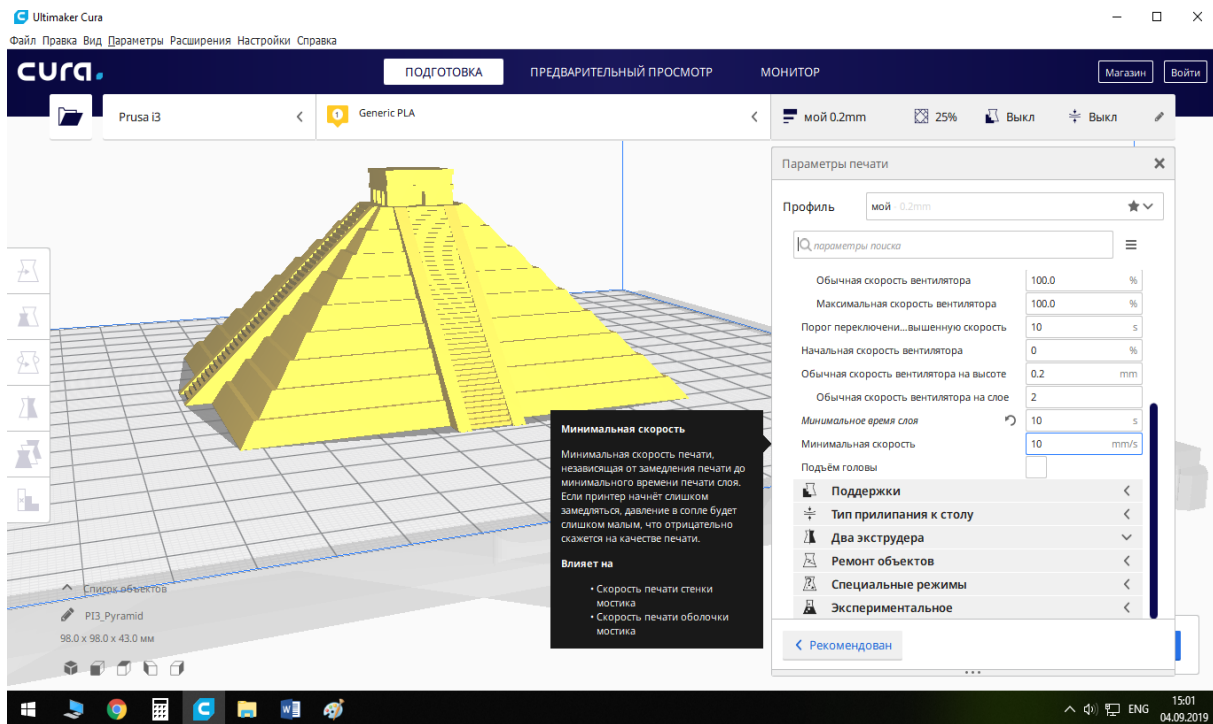 Ultimaker Cura
Файл Правка Вид Параметры Расширения Настройки Справка
cura.
ПОДГОТОВКА
ПРЕДВАРИТЕЛЬНЫЙ ПРОСМОТР
МОНИТОР
Магазин
Войти
Prusa i3
1
Generic PLA
мой 0.2mm
25%
Выкл
Выкл
Параметры печати
Профиль
мой 0.2mm
параметры поиска
Обычная скорость вентилятора 100.0 %
Максимальная скорость вентилятора 100.0 %
Порог переключени...вышенную скорость 10 s
Начальная скорость вентилятора 0 %
Обычная скорость вентилятора на высоте 0.2 mm
Обычная скорость вентилятора на слое 2
Минимальное время слоя 10 s
Минимальная скорость 10 mm/s
Подъём головы
Поддержки
Тип прилипания к столу
Два экструдера
Ремонт объектов
Специальные режимы
Экспериментальное
Рекомендован
Минимальная скорость
Минимальная скорость печати,
независящая от замедления печати до
минимального времени печати слоя.
Если принтер начнёт слишком
замедляться, давление в сопле будет
слишком малым, что отрицательно
скажется на качестве печати.
Влияет на
• Скорость печати стенки
мостика
• Скорость печати оболочки
мостика
Список объектов
PI3_Pyramid
98.0 x 98.0 x 43.0 мм
ENG
15:01
04.09.2019